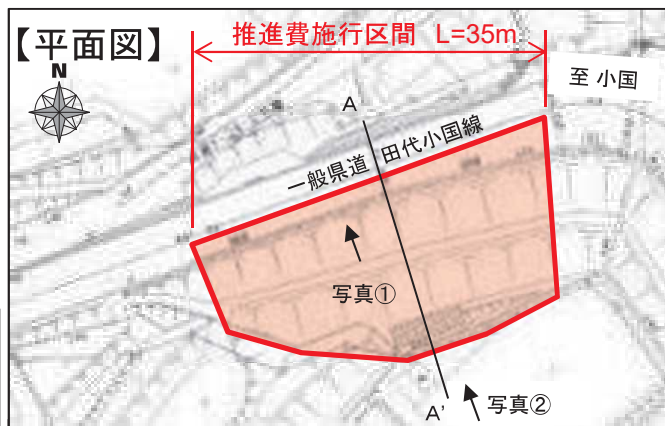 【平面図】
推進費施行区間 L=35m
N
至 小国
A
一般県道 田代小国線
写真①
A'
写真②